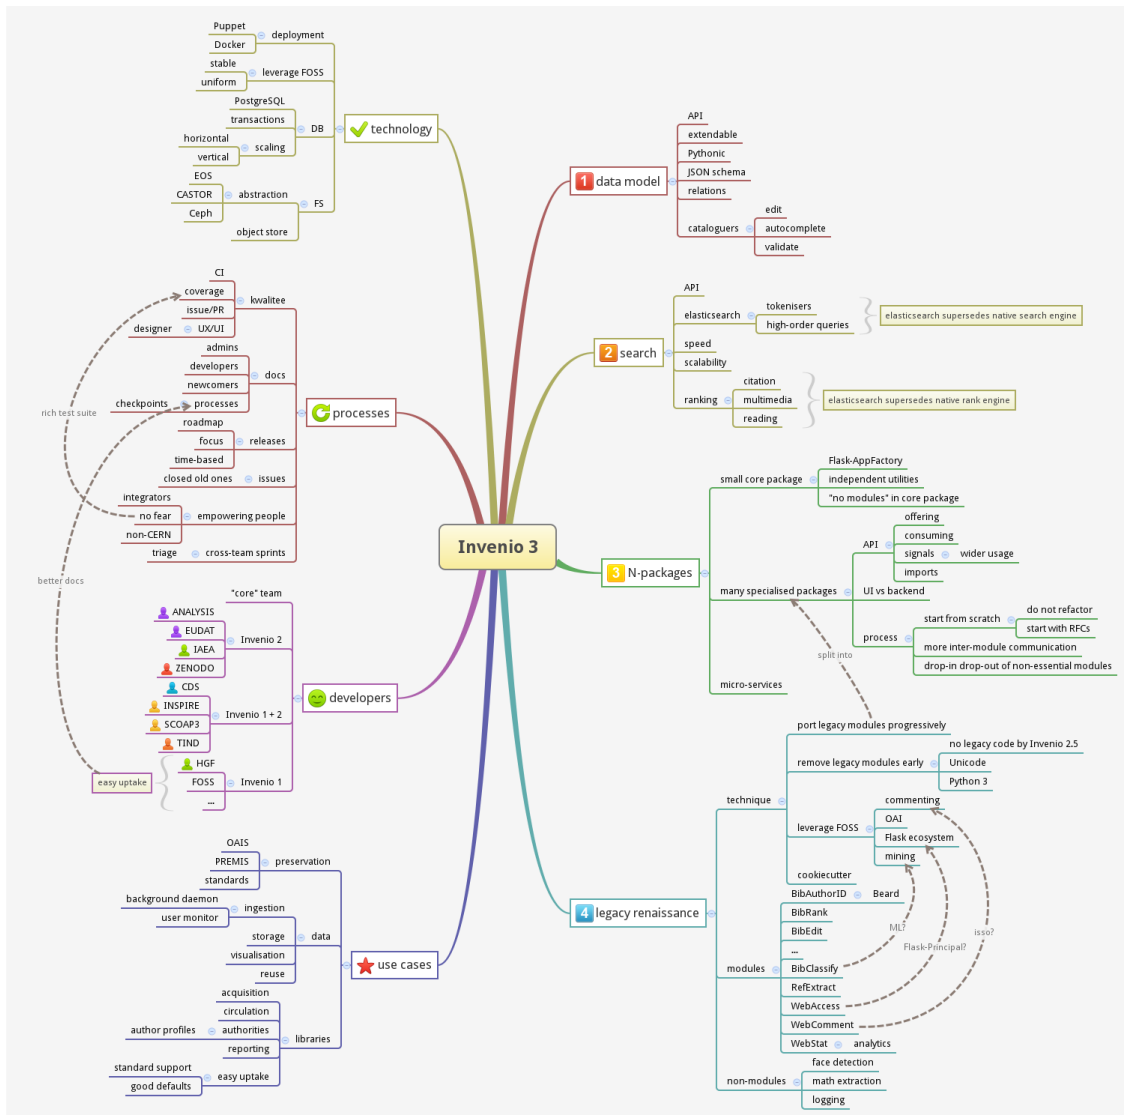 Invenio 3
technology
deployment
Puppet
Docker
leverage FOSS
stable
uniform
DB
PostgreSQL
transactions
scaling
horizontal
vertical
FS
abstraction
EOS
CASTOR
Ceph
object store
processes
kwalitee
CI
coverage
issue/PR
UX/UI
designer
docs
admins
developers
newcomers
processes
checkpoints
releases
roadmap
focus
time-based
issues
closed old ones
empowering people
integrators
no fear
non-CERN
cross-team sprints
triage
rich test suite
better docs
developers
"core" team
Invenio 2
ANALYSIS
EUDAT
IAEA
ZENODO
Invenio 1 + 2
CDS
INSPIRE
SCOAP3
TIND
Invenio 1
HGF
FOSS
...
easy uptake
use cases
preservation
OAIS
PREMIS
standards
data
ingestion
background daemon
user monitor
storage
visualisation
reuse
libraries
acquisition
circulation
authorities
author profiles
reporting
easy uptake
standard support
good defaults
1 data model
API
extendable
Pythonic
JSON schema
relations
cataloguers
edit
autocomplete
validate
2 search
API
elasticsearch
tokenisers
high-order queries
elasticsearch supersedes native search engine
speed
scalability
ranking
citation
multimedia
reading
elasticsearch supersedes native rank engine
3 N-packages
small core package
Flask-AppFactory
independent utilities
"no modules" in core package
many specialised packages
API
offering
consuming
signals
wider usage
imports
UI vs backend
process
start from scratch
do not refactor
start with RFCs
more inter-module communication
drop-in drop-out of non-essential modules
micro-services
split into
4 legacy renaissance
technique
port legacy modules progressively
remove legacy modules early
no legacy code by Invenio 2.5
Unicode
Python 3
leverage FOSS
commenting
OAI
Flask ecosystem
mining
cookiecutter
modules
BibAuthorID
Beard
BibRank
BibEdit
...
BibClassify
RefExtract
WebAccess
WebComment
WebStat
analytics
ML?
Flask-Principal?
isso?
non-modules
face detection
math extraction
logging